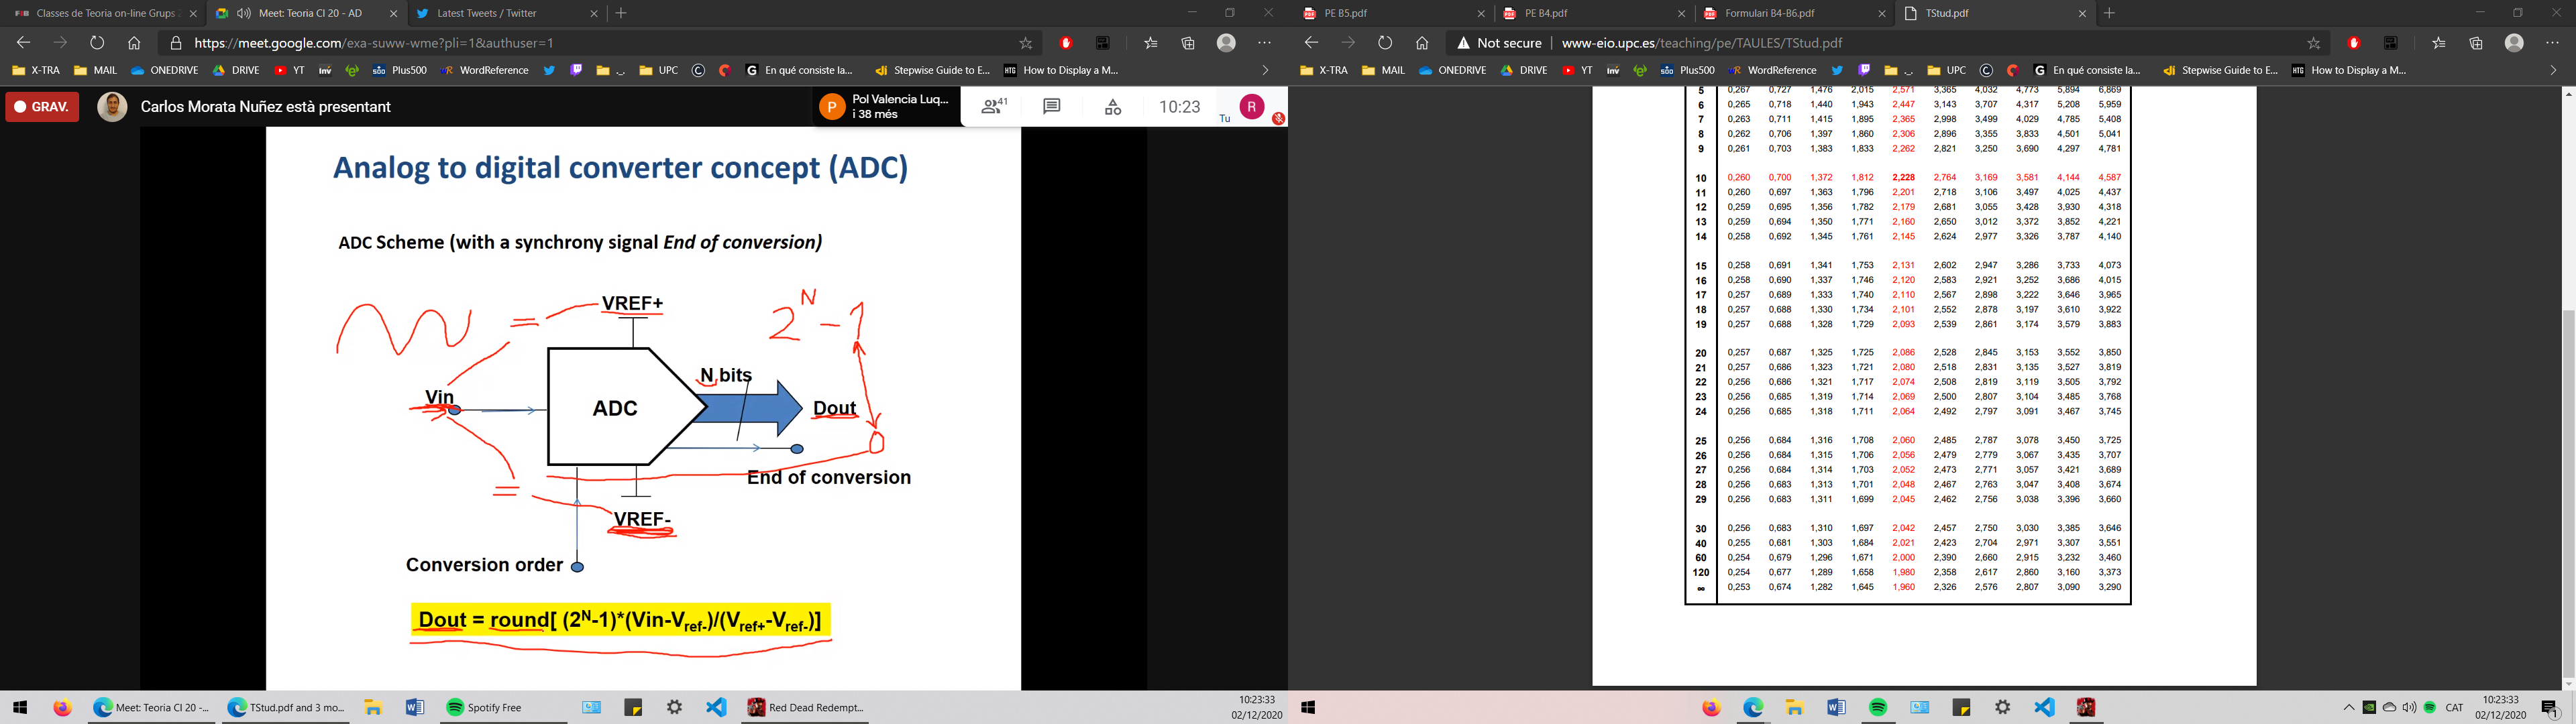 Classes de Teoria on-line Grups 2
Meet: Teoria CI 20 - AD
Latest Tweets / Twitter
https://meet.google.com/exa-suww-wme?pli=1&authuser=1
X-TRA MAIL ONEDRIVE DRIVE YT inv Plus500 WordReference UPC En qué consiste la... Stepwise Guide to E... HTG How to Display a M...
GRAV.
Carlos Morata Nuñez està presentant
P
Pol Valencia Luq...
i 38 més
41
10:23
Tu
R
Analog to digital converter concept (ADC)
ADC Scheme (with a synchrony signal End of conversion)
VREF+
2^N - 1
N bits
Vin
ADC
Dout
0
End of conversion
VREF-
Conversion order
Dout = round[ (2ᴺ-1)*(Vin-Vref-)/(Vref+-Vref-)]
Meet: Teoria CI 20 -...
TStud.pdf and 3 mo...
Spotify Free
Red Dead Redempt...
10:23:33
02/12/2020
PE B5.pdf
PE B4.pdf
Formulari B4-B6.pdf
TStud.pdf
Not secure | www-eio.upc.es/teaching/pe/TAULES/TStud.pdf
X-TRA MAIL ONEDRIVE DRIVE YT inv Plus500 WordReference UPC En qué consiste la... Stepwise Guide to E... HTG How to Display a M...
5 0,267 0,727 1,476 2,015 2,571 3,365 4,032 4,773 5,894 6,869
6 0,265 0,718 1,440 1,943 2,447 3,143 3,707 4,317 5,208 5,959
7 0,263 0,711 1,415 1,895 2,365 2,998 3,499 4,029 4,785 5,408
8 0,262 0,706 1,397 1,860 2,306 2,896 3,355 3,833 4,501 5,041
9 0,261 0,703 1,383 1,833 2,262 2,821 3,250 3,690 4,297 4,781
10 0,260 0,700 1,372 1,812 2,228 2,764 3,169 3,581 4,144 4,587
11 0,260 0,697 1,363 1,796 2,201 2,718 3,106 3,497 4,025 4,437
12 0,259 0,695 1,356 1,782 2,179 2,681 3,055 3,428 3,930 4,318
13 0,259 0,694 1,350 1,771 2,160 2,650 3,012 3,372 3,852 4,221
14 0,258 0,692 1,345 1,761 2,145 2,624 2,977 3,326 3,787 4,140
15 0,258 0,691 1,341 1,753 2,131 2,602 2,947 3,286 3,733 4,073
16 0,258 0,690 1,337 1,746 2,120 2,583 2,921 3,252 3,686 4,015
17 0,257 0,689 1,333 1,740 2,110 2,567 2,898 3,222 3,646 3,965
18 0,257 0,688 1,330 1,734 2,101 2,552 2,878 3,197 3,610 3,922
19 0,257 0,688 1,328 1,729 2,093 2,539 2,861 3,174 3,579 3,883
20 0,257 0,687 1,325 1,725 2,086 2,528 2,845 3,153 3,552 3,850
21 0,257 0,686 1,323 1,721 2,080 2,518 2,831 3,135 3,527 3,819
22 0,256 0,686 1,321 1,717 2,074 2,508 2,819 3,119 3,505 3,792
23 0,256 0,685 1,319 1,714 2,069 2,500 2,807 3,104 3,485 3,768
24 0,256 0,685 1,318 1,711 2,064 2,492 2,797 3,091 3,467 3,745
25 0,256 0,684 1,316 1,708 2,060 2,485 2,787 3,078 3,450 3,725
26 0,256 0,684 1,315 1,706 2,056 2,479 2,779 3,067 3,435 3,707
27 0,256 0,684 1,314 1,703 2,052 2,473 2,771 3,057 3,421 3,689
28 0,256 0,683 1,313 1,701 2,048 2,467 2,763 3,047 3,408 3,674
29 0,256 0,683 1,311 1,699 2,045 2,462 2,756 3,038 3,396 3,660
30 0,256 0,683 1,310 1,697 2,042 2,457 2,750 3,030 3,385 3,646
40 0,255 0,681 1,303 1,684 2,021 2,423 2,704 2,971 3,307 3,551
60 0,254 0,679 1,296 1,671 2,000 2,390 2,660 2,915 3,232 3,460
120 0,254 0,677 1,289 1,658 1,980 2,358 2,617 2,860 3,160 3,373
∞ 0,253 0,674 1,282 1,645 1,960 2,326 2,576 2,807 3,090 3,290
CAT
10:23:33
02/12/2020
1